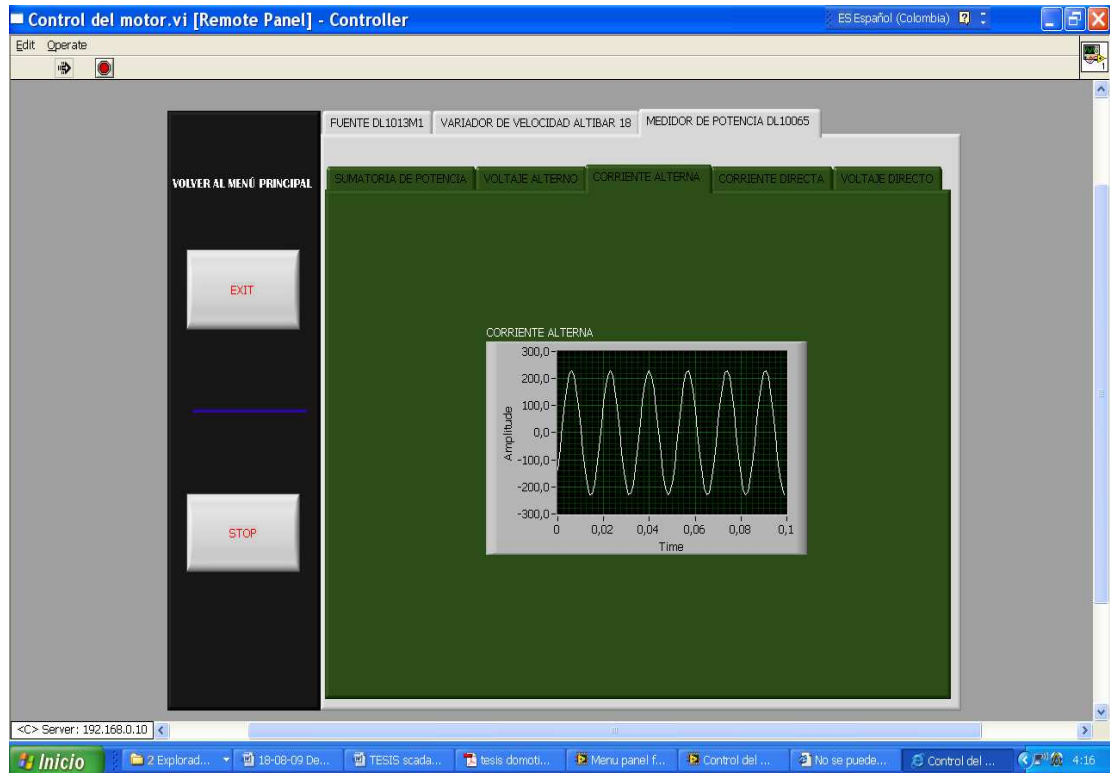 Control del motor.vi [Remote Panel] - Controller
ES Español (Colombia)
Edit Operate
1
FUENTE DL1013M1
VARIADOR DE VELOCIDAD ALTIBAR 18
MEDIDOR DE POTENCIA DL10065
VOLVER AL MENÚ PRINCIPAL
SUMATORIA DE POTENCIA
VOLTAJE ALTERNO
CORRIENTE ALTERNA
CORRIENTE DIRECTA
VOLTAJE DIRECTO
EXIT
STOP
CORRIENTE ALTERNA
300,0
200,0
100,0
0,0
-100,0
-200,0
-300,0
Amplitude
0 0,02 0,04 0,06 0,08 0,1
Time
<C> Server: 192.168.0.10
Inicio
2 Explorad...
18-08-09 De...
TESIS scada...
tesis domoti...
Menu panel f...
Control del ...
No se puede...
Control del ...
4:16